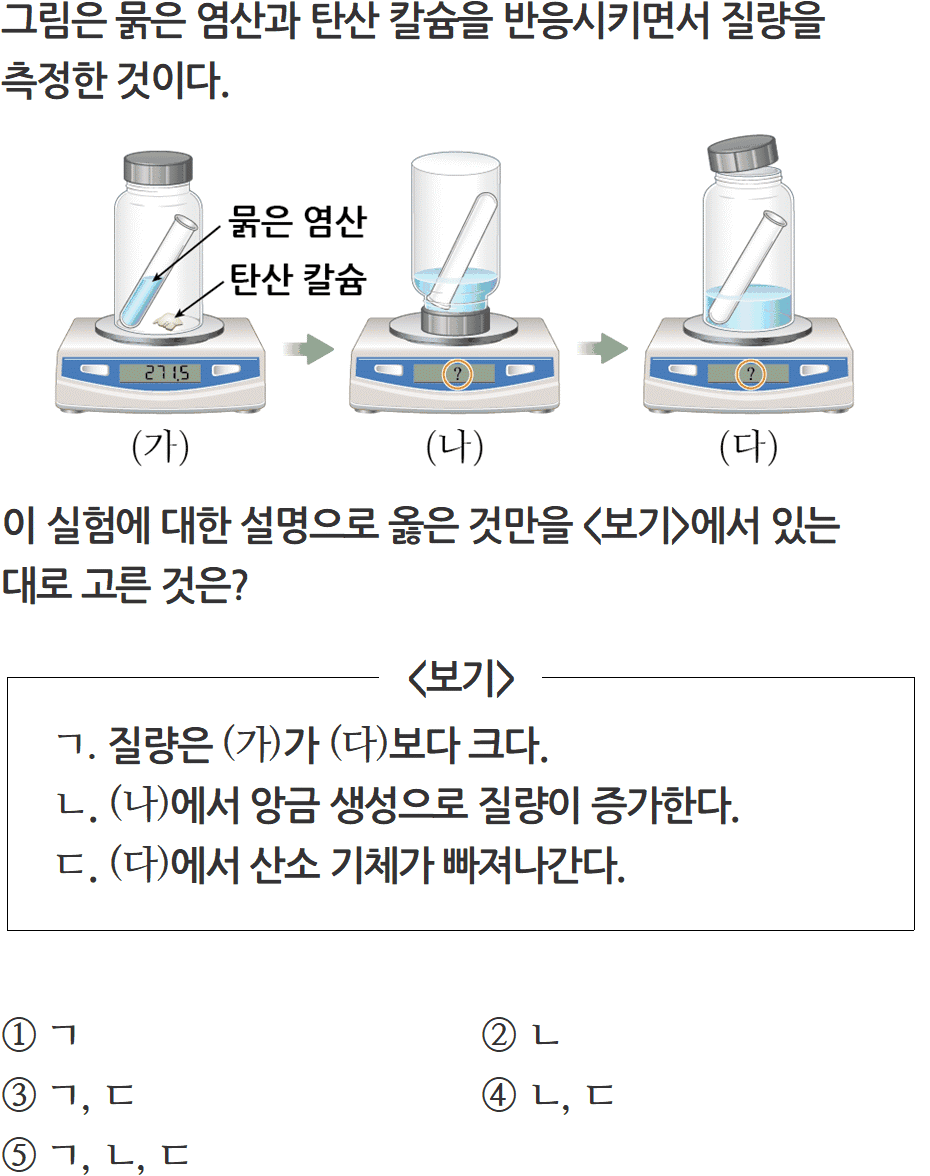 그림은 묽은 염산과 탄산 칼슘을 반응시키면서 질량을
측정한 것이다.
묽은 염산
탄산 칼슘
271.5
?
?
(가)
(나)
(다)
이 실험에 대한 설명으로 옳은 것만을 <보기>에서 있는
대로 고른 것은?
<보기>
ㄱ. 질량은 (가)가 (다)보다 크다.
ㄴ. (나)에서 앙금 생성으로 질량이 증가한다.
ㄷ. (다)에서 산소 기체가 빠져나간다.
① ㄱ
② ㄴ
③ ㄱ, ㄷ
④ ㄴ, ㄷ
⑤ ㄱ, ㄴ, ㄷ